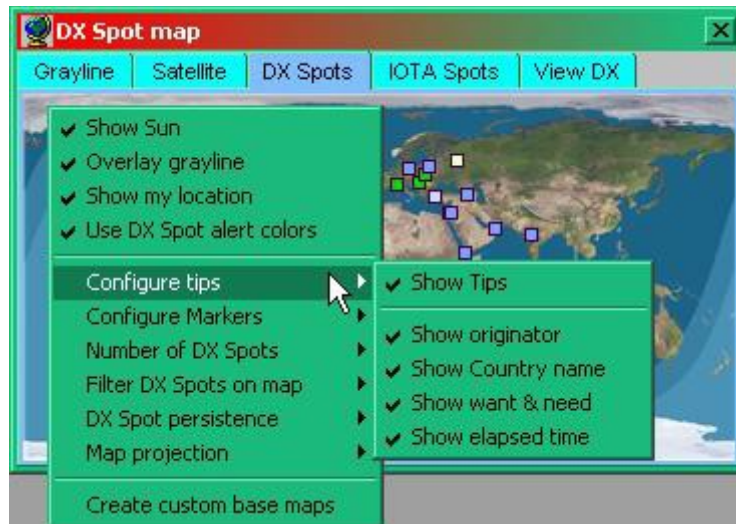 DX Spot map
Grayline Satellite DX Spots IOTA Spots View DX
Show Sun
Overlay grayline
Show my location
Use DX Spot alert colors
Configure tips
Configure Markers
Number of DX Spots
Filter DX Spots on map
DX Spot persistence
Map projection
Create custom base maps
Show Tips
Show originator
Show Country name
Show want & need
Show elapsed time